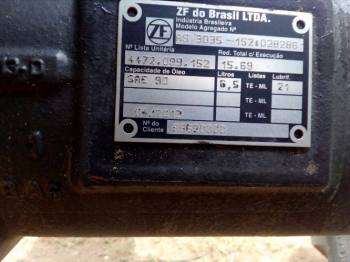 ZF do Brasil LTDA.
Indústria Brasileira
Modelo Agregado Nº
ZF
3035
Nº Lista Unitária
Red. Total c/ Execução
4472.099.152
15.69
Capacidade de Óleo
Litros
Listas
Lubrif.
SAE 90
6,5
TE - ML
21
TE - ML
TE - ML
Nº do
Cliente